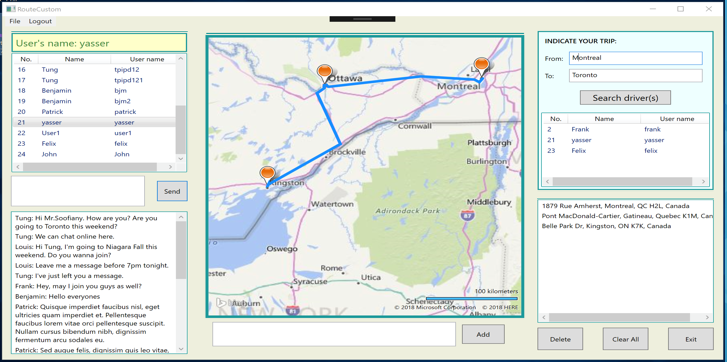 RouteCustom
File Logout
User's name: yasser
No. Name User name
16 Tung tpipd12
17 Tung tpipd121
18 Benjamin bjm
19 Benjamin bjm2
20 Patrick patrick
21 yasser yasser
22 User1 user1
23 Felix felix
24 John john
Send
Tung: Hi Mr.Soofiany. How are you? Are you
going to Toronto this weekend?
Tung: We can chat online here.
Louis: Hi Tung, I'm going to Niagara Fall this
weekend. Do you wanna join?
Louis: Leave me a message before 7pm tonight.
Tung: I've just left you a message.
Frank: Hey, may I join you guys as well?
Benjamin: Hello everyones
Patrick: Quisque imperdiet faucibus nisl, eget
ultricies quam imperdiet et. Pellentesque
faucibus lorem vitae orci pellentesque suscipit.
Nullam cursus bibendum nibh, dignissim
fermentum arcu sodales eu.
Patrick: Sed augue felis, dignissim quis leo vitae,
Ottawa
Montreal
Cornwall
Brockville
Kingston
Plattsburgh
Burlington
Watertown
Adirondack Park
Middlebury
87
Oswego
Rome
Utica
Syracuse
ester
Auburn
Schenectady
NEW YORK
100 kilometers
© 2018 Microsoft Corporation © 2018 HERE
Add
INDICATE YOUR TRIP:
From: Montreal
To: Toronto
Search driver(s)
No. Name User name
2 Frank frank
21 yasser yasser
23 Felix felix
1879 Rue Amherst, Montreal, QC H2L, Canada
Pont MacDonald-Cartier, Gatineau, Quebec K1M, Can
Belle Park Dr, Kingston, ON K7K, Canada
Delete
Clear All
Exit